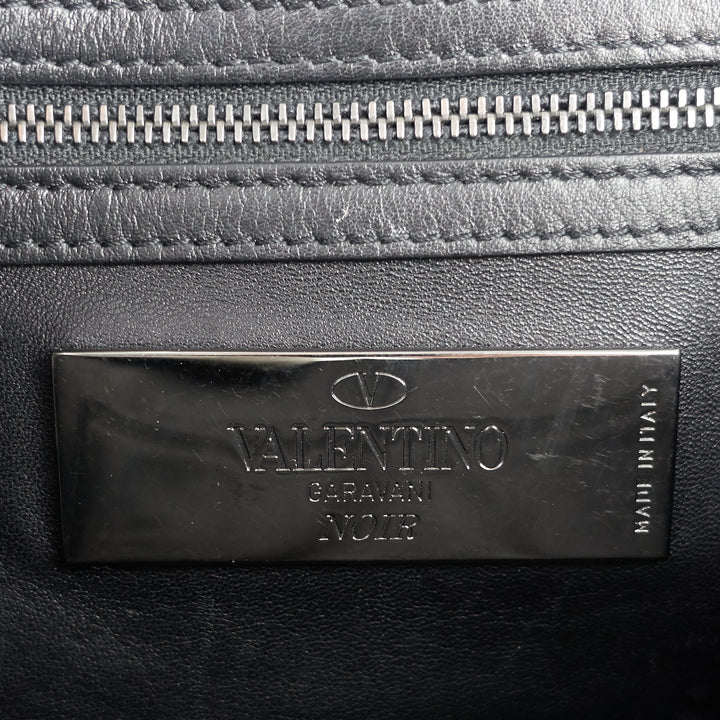 V
VALENTINO
GARAVANI
NOIR
MADE IN ITALY